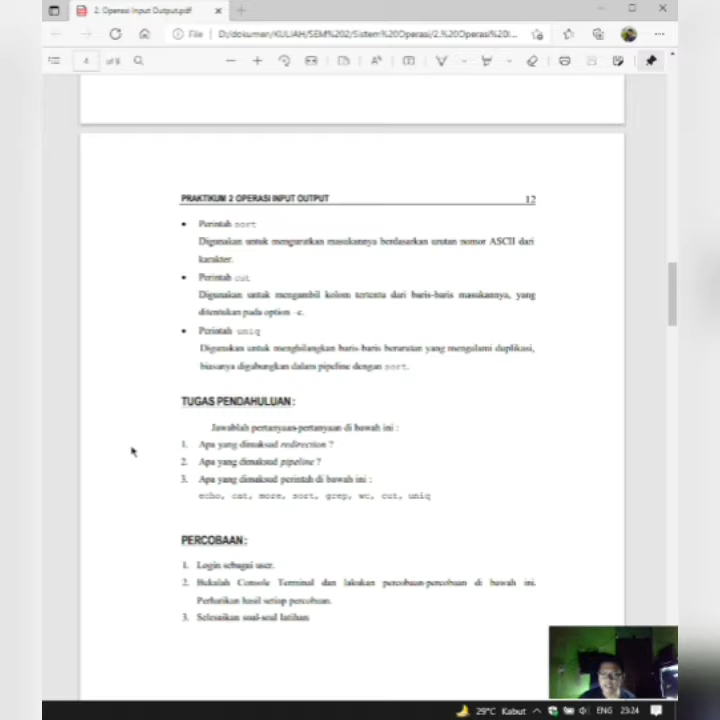 2. Operasi Input Output.pdf
File D:/dokumen/KULIAH/SEM%202/Sistem%20Operasi/2.%20Operasi%20I...
4 of 8
PRAKTIKUM 2 OPERASI INPUT OUTPUT 12
• Perintah sort
Digunakan untuk mengurutkan masukannya berdasarkan urutan nomor ASCII dari
karakter.
• Perintah cut
Digunakan untuk mengambil kolom tertentu dari baris-baris masukannya, yang
ditentukan pada option –c.
• Perintah uniq
Digunakan untuk menghilangkan baris-baris berurutan yang mengalami duplikasi,
biasanya digabungkan dalam pipeline dengan sort.
TUGAS PENDAHULUAN :
Jawablah pertanyaan-pertanyaan di bawah ini :
1. Apa yang dimaksud redirection ?
2. Apa yang dimaksud pipeline ?
3. Apa yang dimaksud perintah di bawah ini :
echo, cat, more, sort, grep, wc, cut, uniq
PERCOBAAN :
1. Login sebagai user.
2. Bukalah Console Terminal dan lakukan percobaan-percobaan di bawah ini.
Perhatikan hasil setiap percobaan.
3. Selesaikan soal-soal latihan
29°C Kabut ENG 23:24